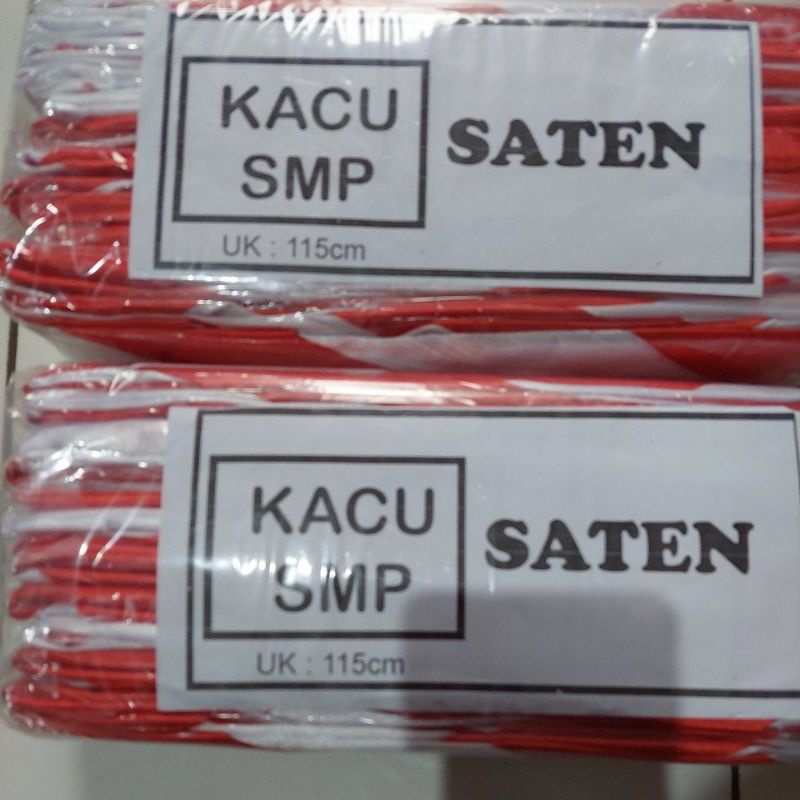 KACU
SMP
SATEN
UK : 115cm
KACU
SMP
SATEN
UK : 115cm